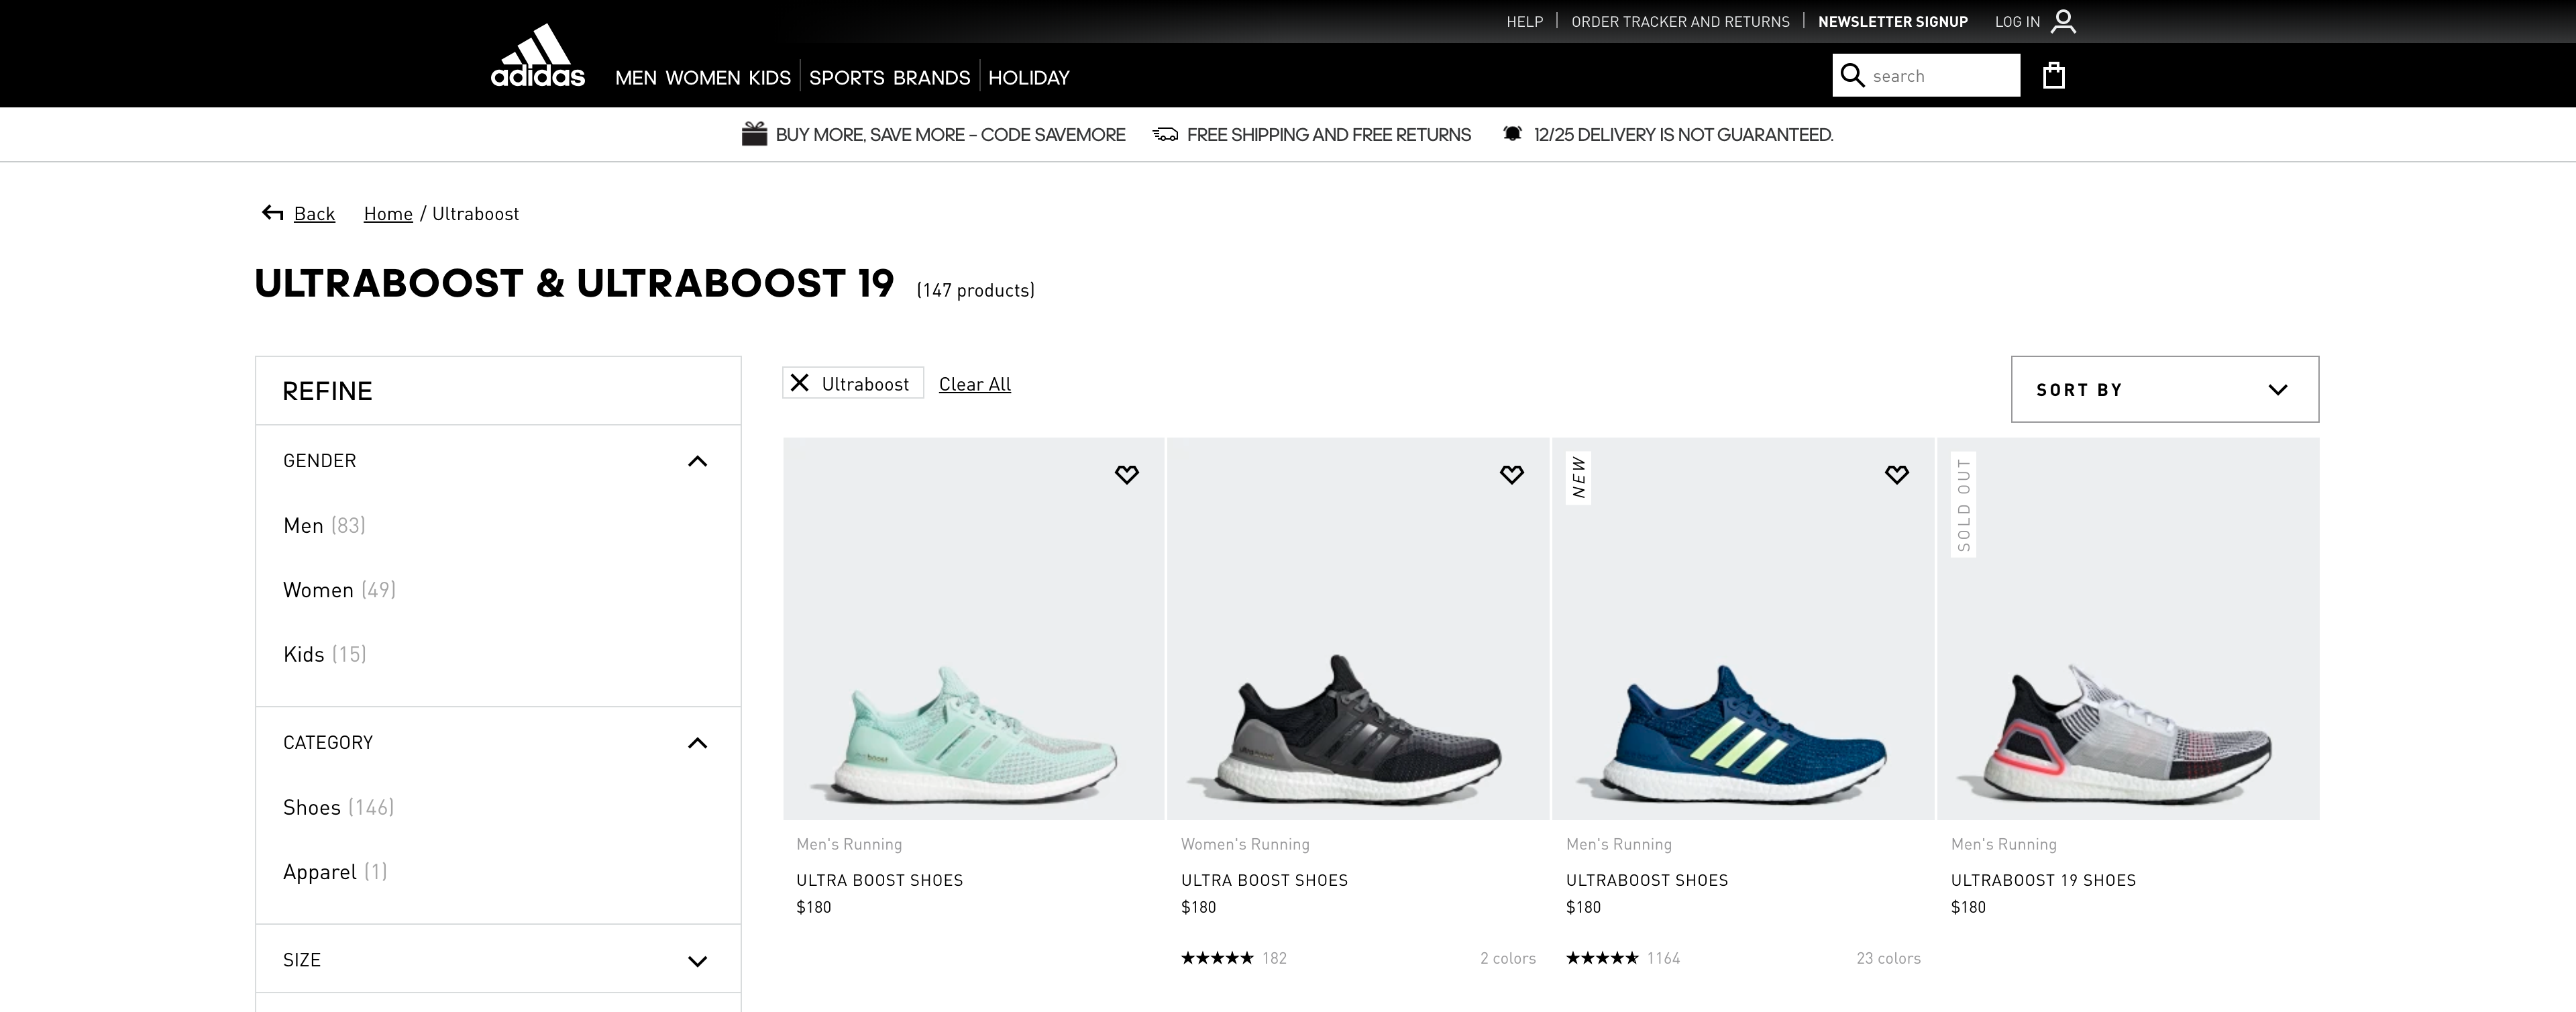 HELP
ORDER TRACKER AND RETURNS
NEWSLETTER SIGNUP
LOG IN
adidas
MEN WOMEN KIDS
SPORTS BRANDS
HOLIDAY
search
BUY MORE, SAVE MORE – CODE SAVEMORE
FREE SHIPPING AND FREE RETURNS
12/25 DELIVERY IS NOT GUARANTEED.
Back
Home / Ultraboost
ULTRABOOST & ULTRABOOST 19 (147 products)
REFINE
GENDER
Men (83)
Women (49)
Kids (15)
CATEGORY
Shoes (146)
Apparel (1)
SIZE
Ultraboost
Clear All
SORT BY
Men's Running
ULTRA BOOST SHOES
$180
Women's Running
ULTRA BOOST SHOES
$180
182
2 colors
NEW
Men's Running
ULTRABOOST SHOES
$180
1164
23 colors
SOLD OUT
Men's Running
ULTRABOOST 19 SHOES
$180